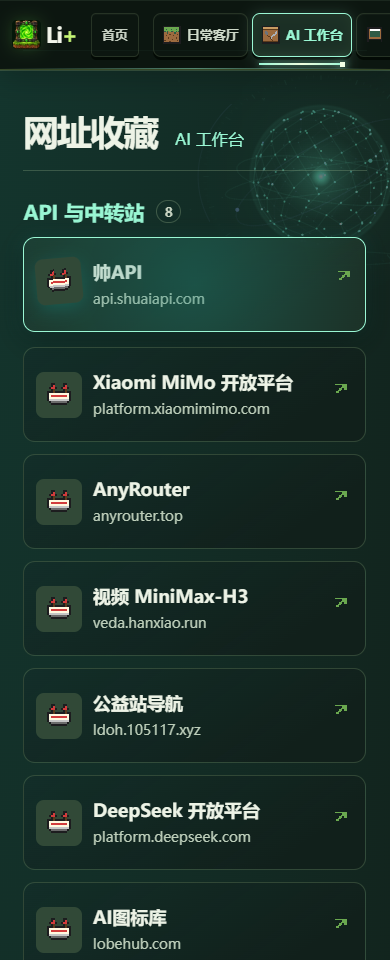 Li+
首页
日常客厅
AI 工作台
网址收藏
AI 工作台
API 与中转站
8
帅API
api.shuaiapi.com
Xiaomi MiMo 开放平台
platform.xiaomimimo.com
AnyRouter
anyrouter.top
视频 MiniMax-H3
veda.hanxiao.run
公益站导航
ldoh.105117.xyz
DeepSeek 开放平台
platform.deepseek.com
AI图标库
lobehub.com